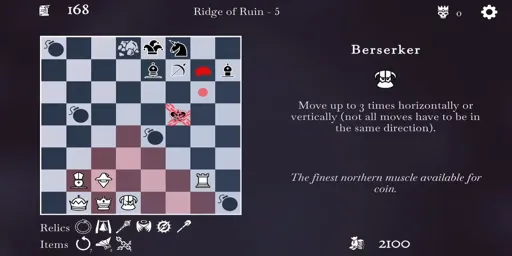 168
Ridge of Ruin - 5
0
Berserker
Move up to 3 times horizontally or
vertically (not all moves have to be in
the same direction).
The finest northern muscle available for
coin.
Relics
Items
2100